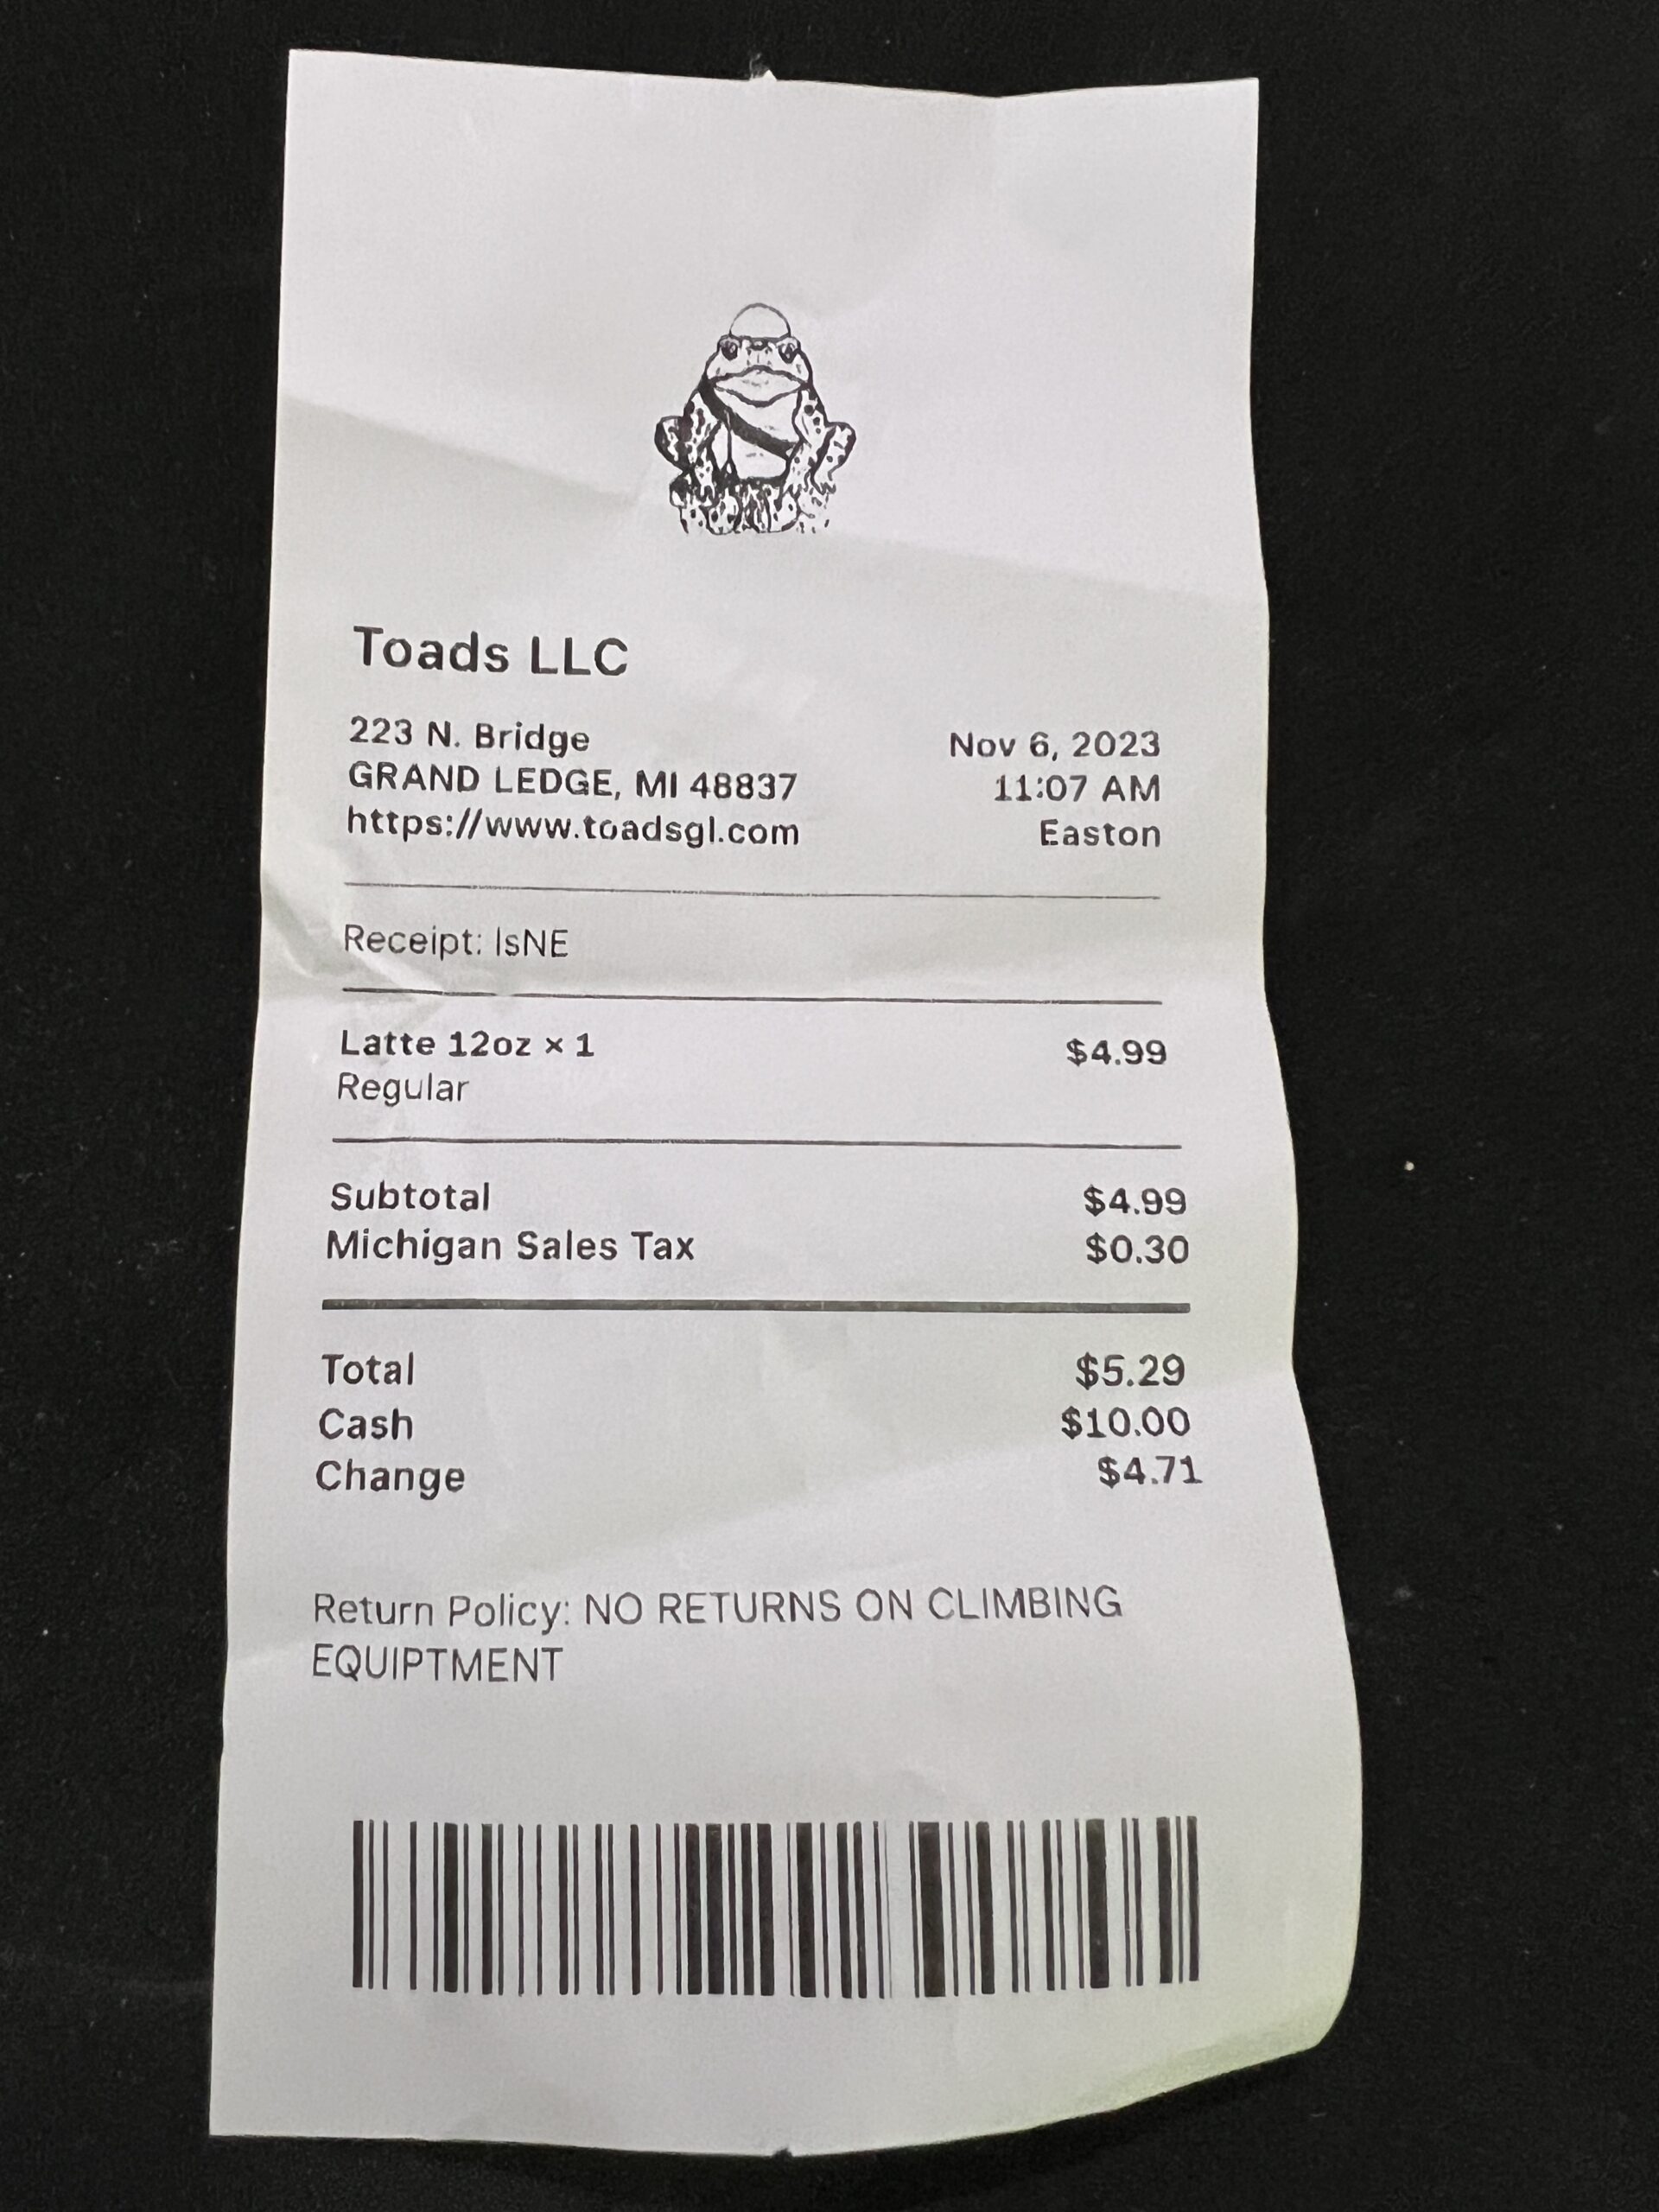 Toads LLC
223 N. Bridge
GRAND LEDGE, MI 48837
https://www.toadsgl.com
Nov 6, 2023
11:07 AM
Easton
Receipt: IsNE
Latte 12oz × 1 $4.99
Regular
Subtotal $4.99
Michigan Sales Tax $0.30
Total $5.29
Cash $10.00
Change $4.71
Return Policy: NO RETURNS ON CLIMBING
EQUIPTMENT